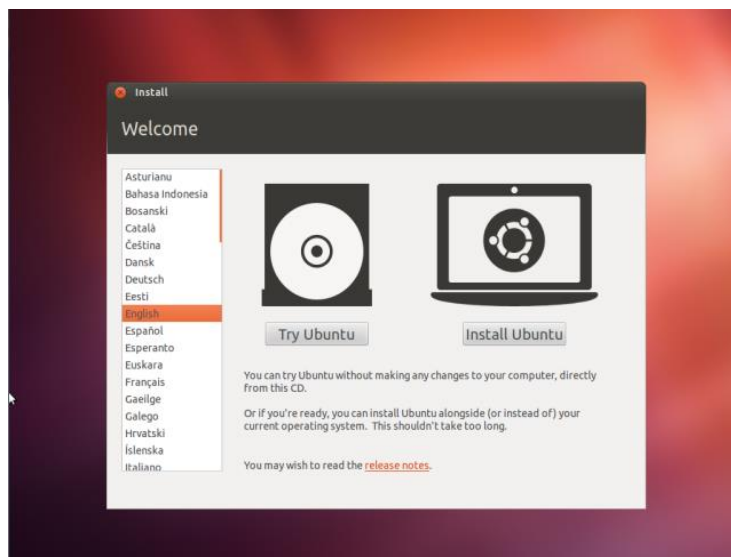 Install
Welcome
Asturianu
Bahasa Indonesia
Bosanski
Català
Čeština
Dansk
Deutsch
Eesti
English
Español
Esperanto
Euskara
Français
Gaeilge
Galego
Hrvatski
Íslenska
Italiano
Try Ubuntu
Install Ubuntu
You can try Ubuntu without making any changes to your computer, directly
from this CD.
Or if you're ready, you can install Ubuntu alongside (or instead of) your
current operating system. This shouldn't take too long.
You may wish to read the release notes.